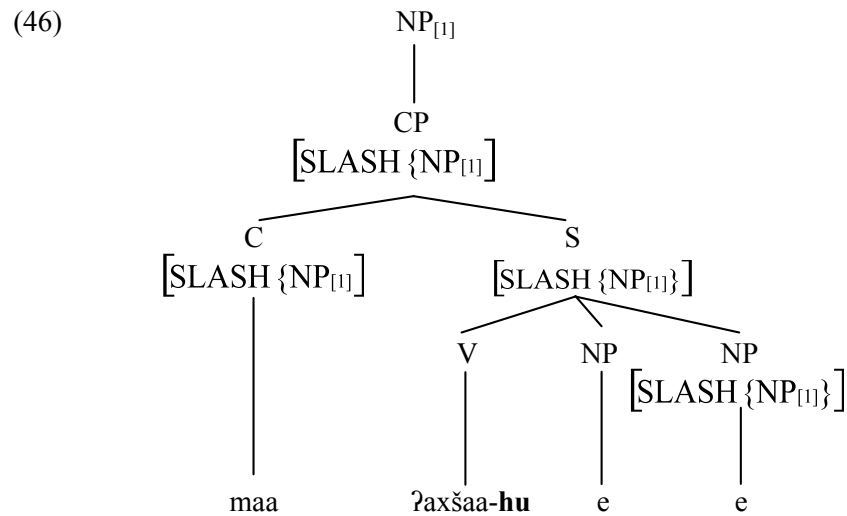 (46) NP[1]
CP
[SLASH {NP[1]]
C S
[SLASH {NP[1]] [SLASH {NP[1]}]
V NP NP
[SLASH {NP[1]}]
maa ʔaxšaa-hu e e